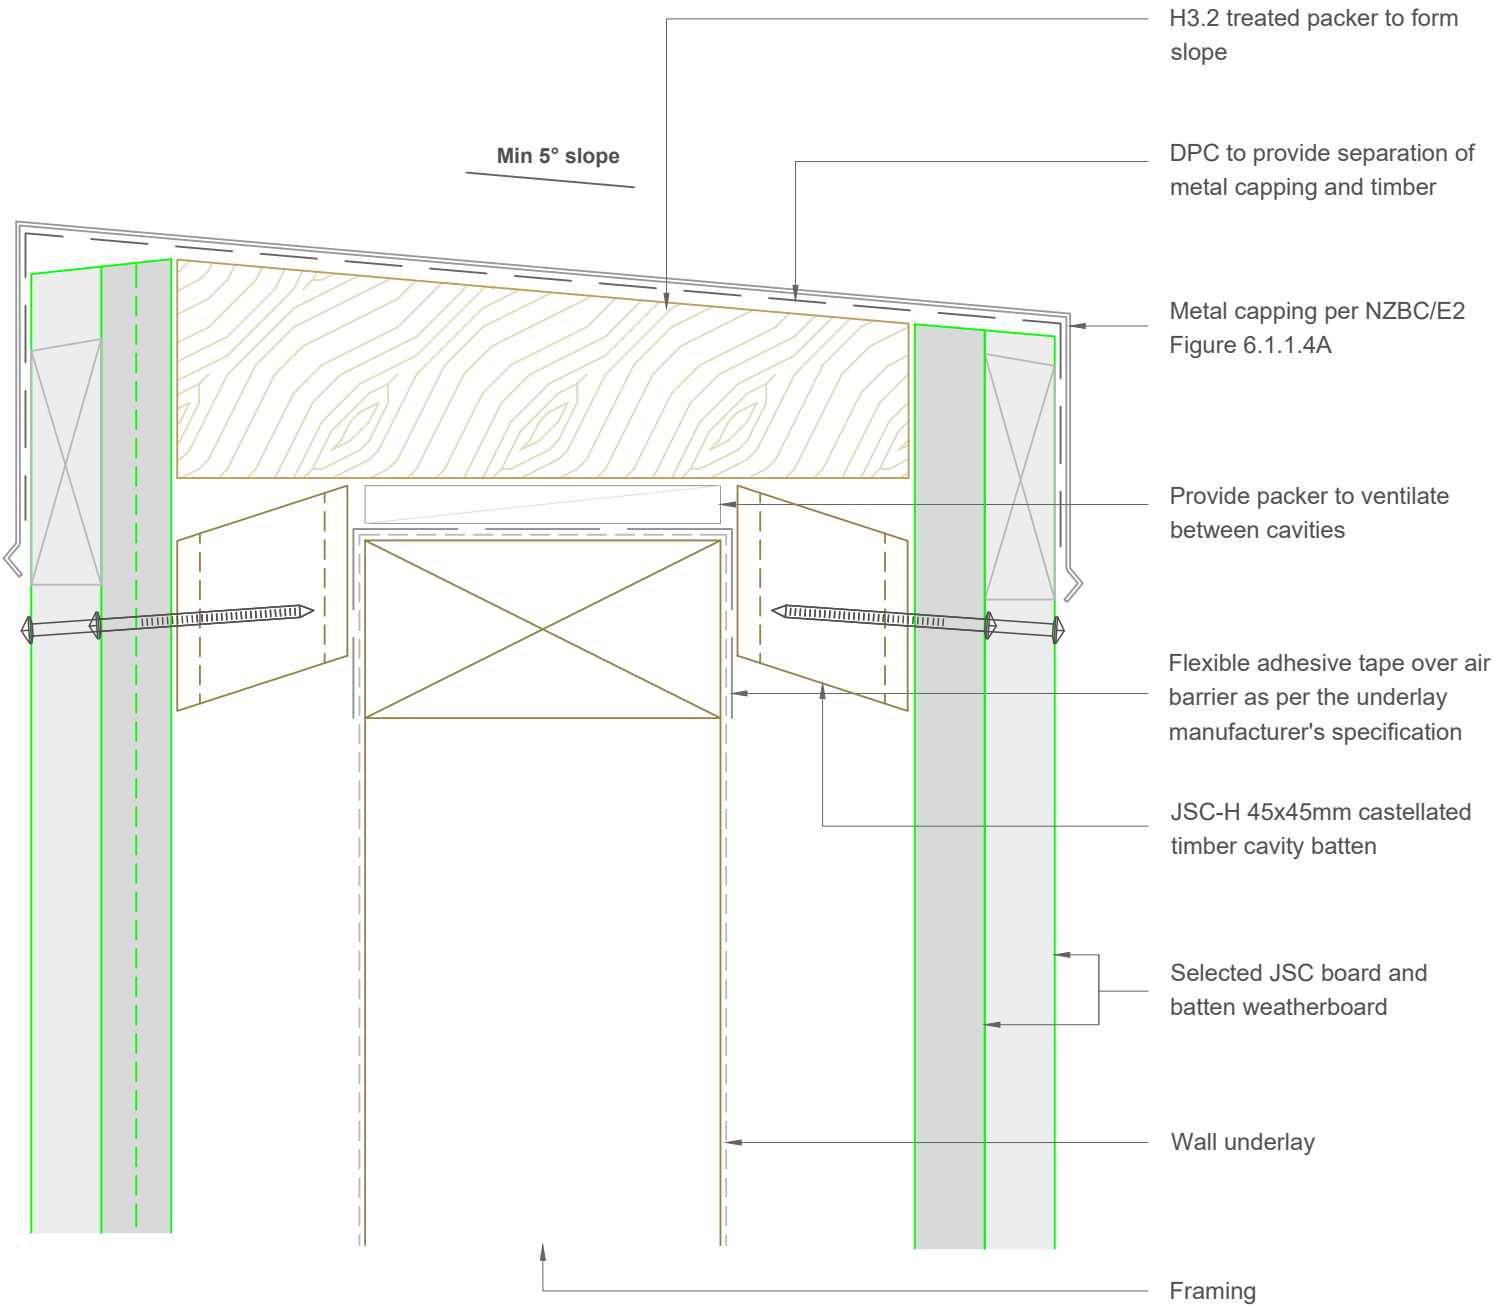 H3.2 treated packer to form
slope
Min 5° slope
DPC to provide separation of
metal capping and timber
Metal capping per NZBC/E2
Figure 6.1.1.4A
Provide packer to ventilate
between cavities
Flexible adhesive tape over air
barrier as per the underlay
manufacturer's specification
JSC-H 45x45mm castellated
timber cavity batten
Selected JSC board and
batten weatherboard
Wall underlay
Framing